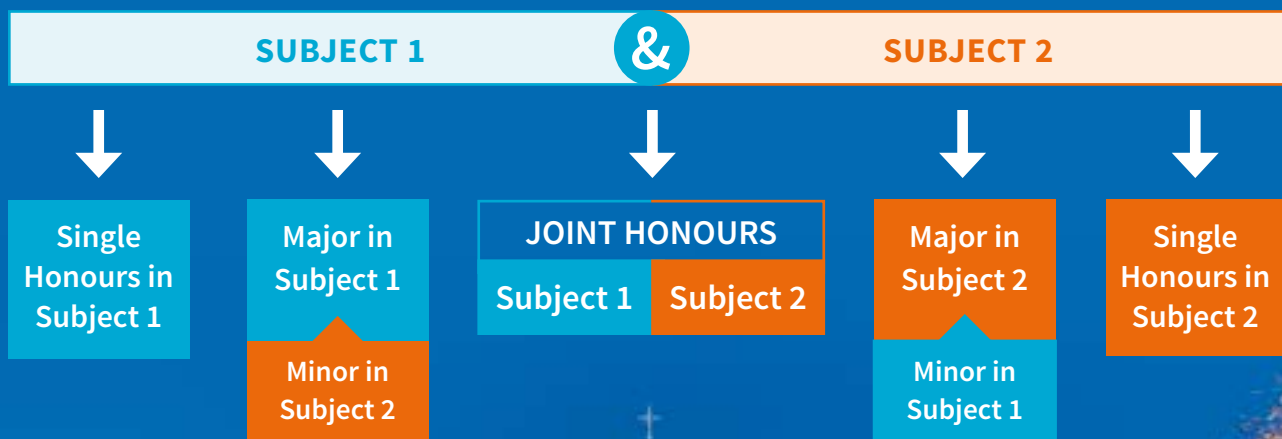 SUBJECT 1 & SUBJECT 2
Single
Honours in
Subject 1
Major in
Subject 1
Minor in
Subject 2
JOINT HONOURS
Subject 1 Subject 2
Major in
Subject 2
Minor in
Subject 1
Single
Honours in
Subject 2